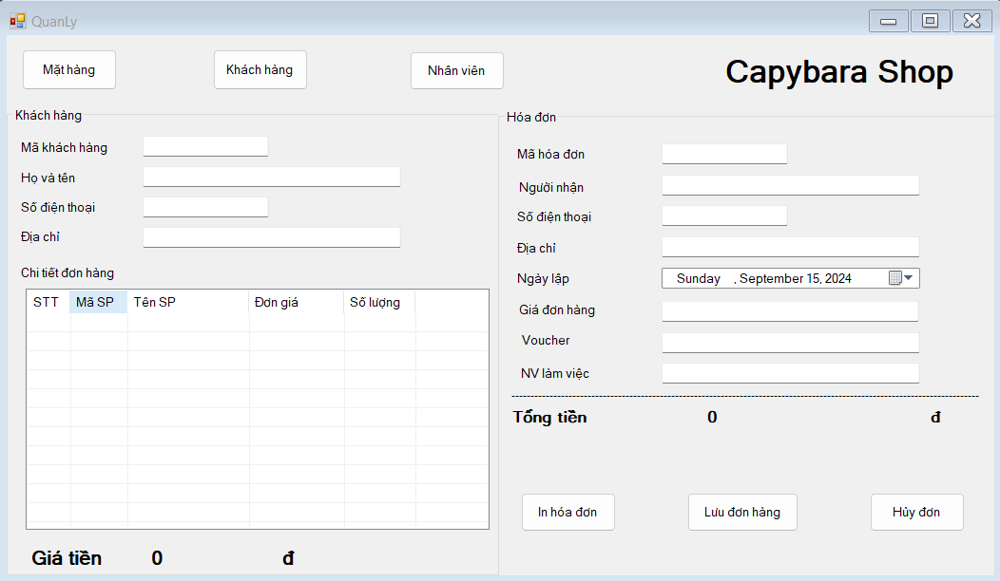 QuanLy
Mặt hàng
Khách hàng
Nhân viên
Capybara Shop
Khách hàng
Mã khách hàng
Họ và tên
Số điện thoại
Địa chỉ
Chi tiết đơn hàng
STT Mã SP Tên SP Đơn giá Số lượng
Giá tiền 0 đ
Hóa đơn
Mã hóa đơn
Người nhận
Số điện thoại
Địa chỉ
Ngày lập Sunday , September 15, 2024
Giá đơn hàng
Voucher
NV làm việc
Tổng tiền 0 đ
In hóa đơn
Lưu đơn hàng
Hủy đơn